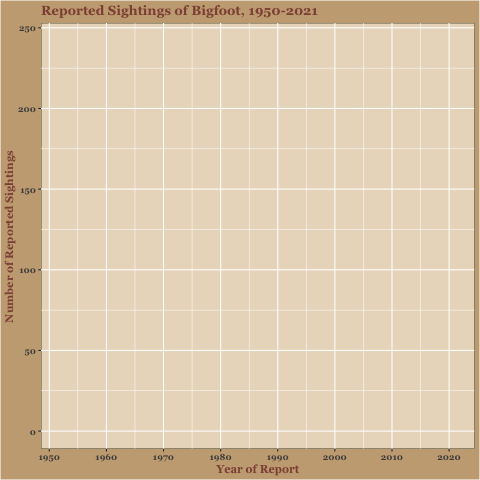 Reported Sightings of Bigfoot, 1950-2021
Number of Reported Sightings
250
200
150
100
50
0
1950 1960 1970 1980 1990 2000 2010 2020
Year of Report